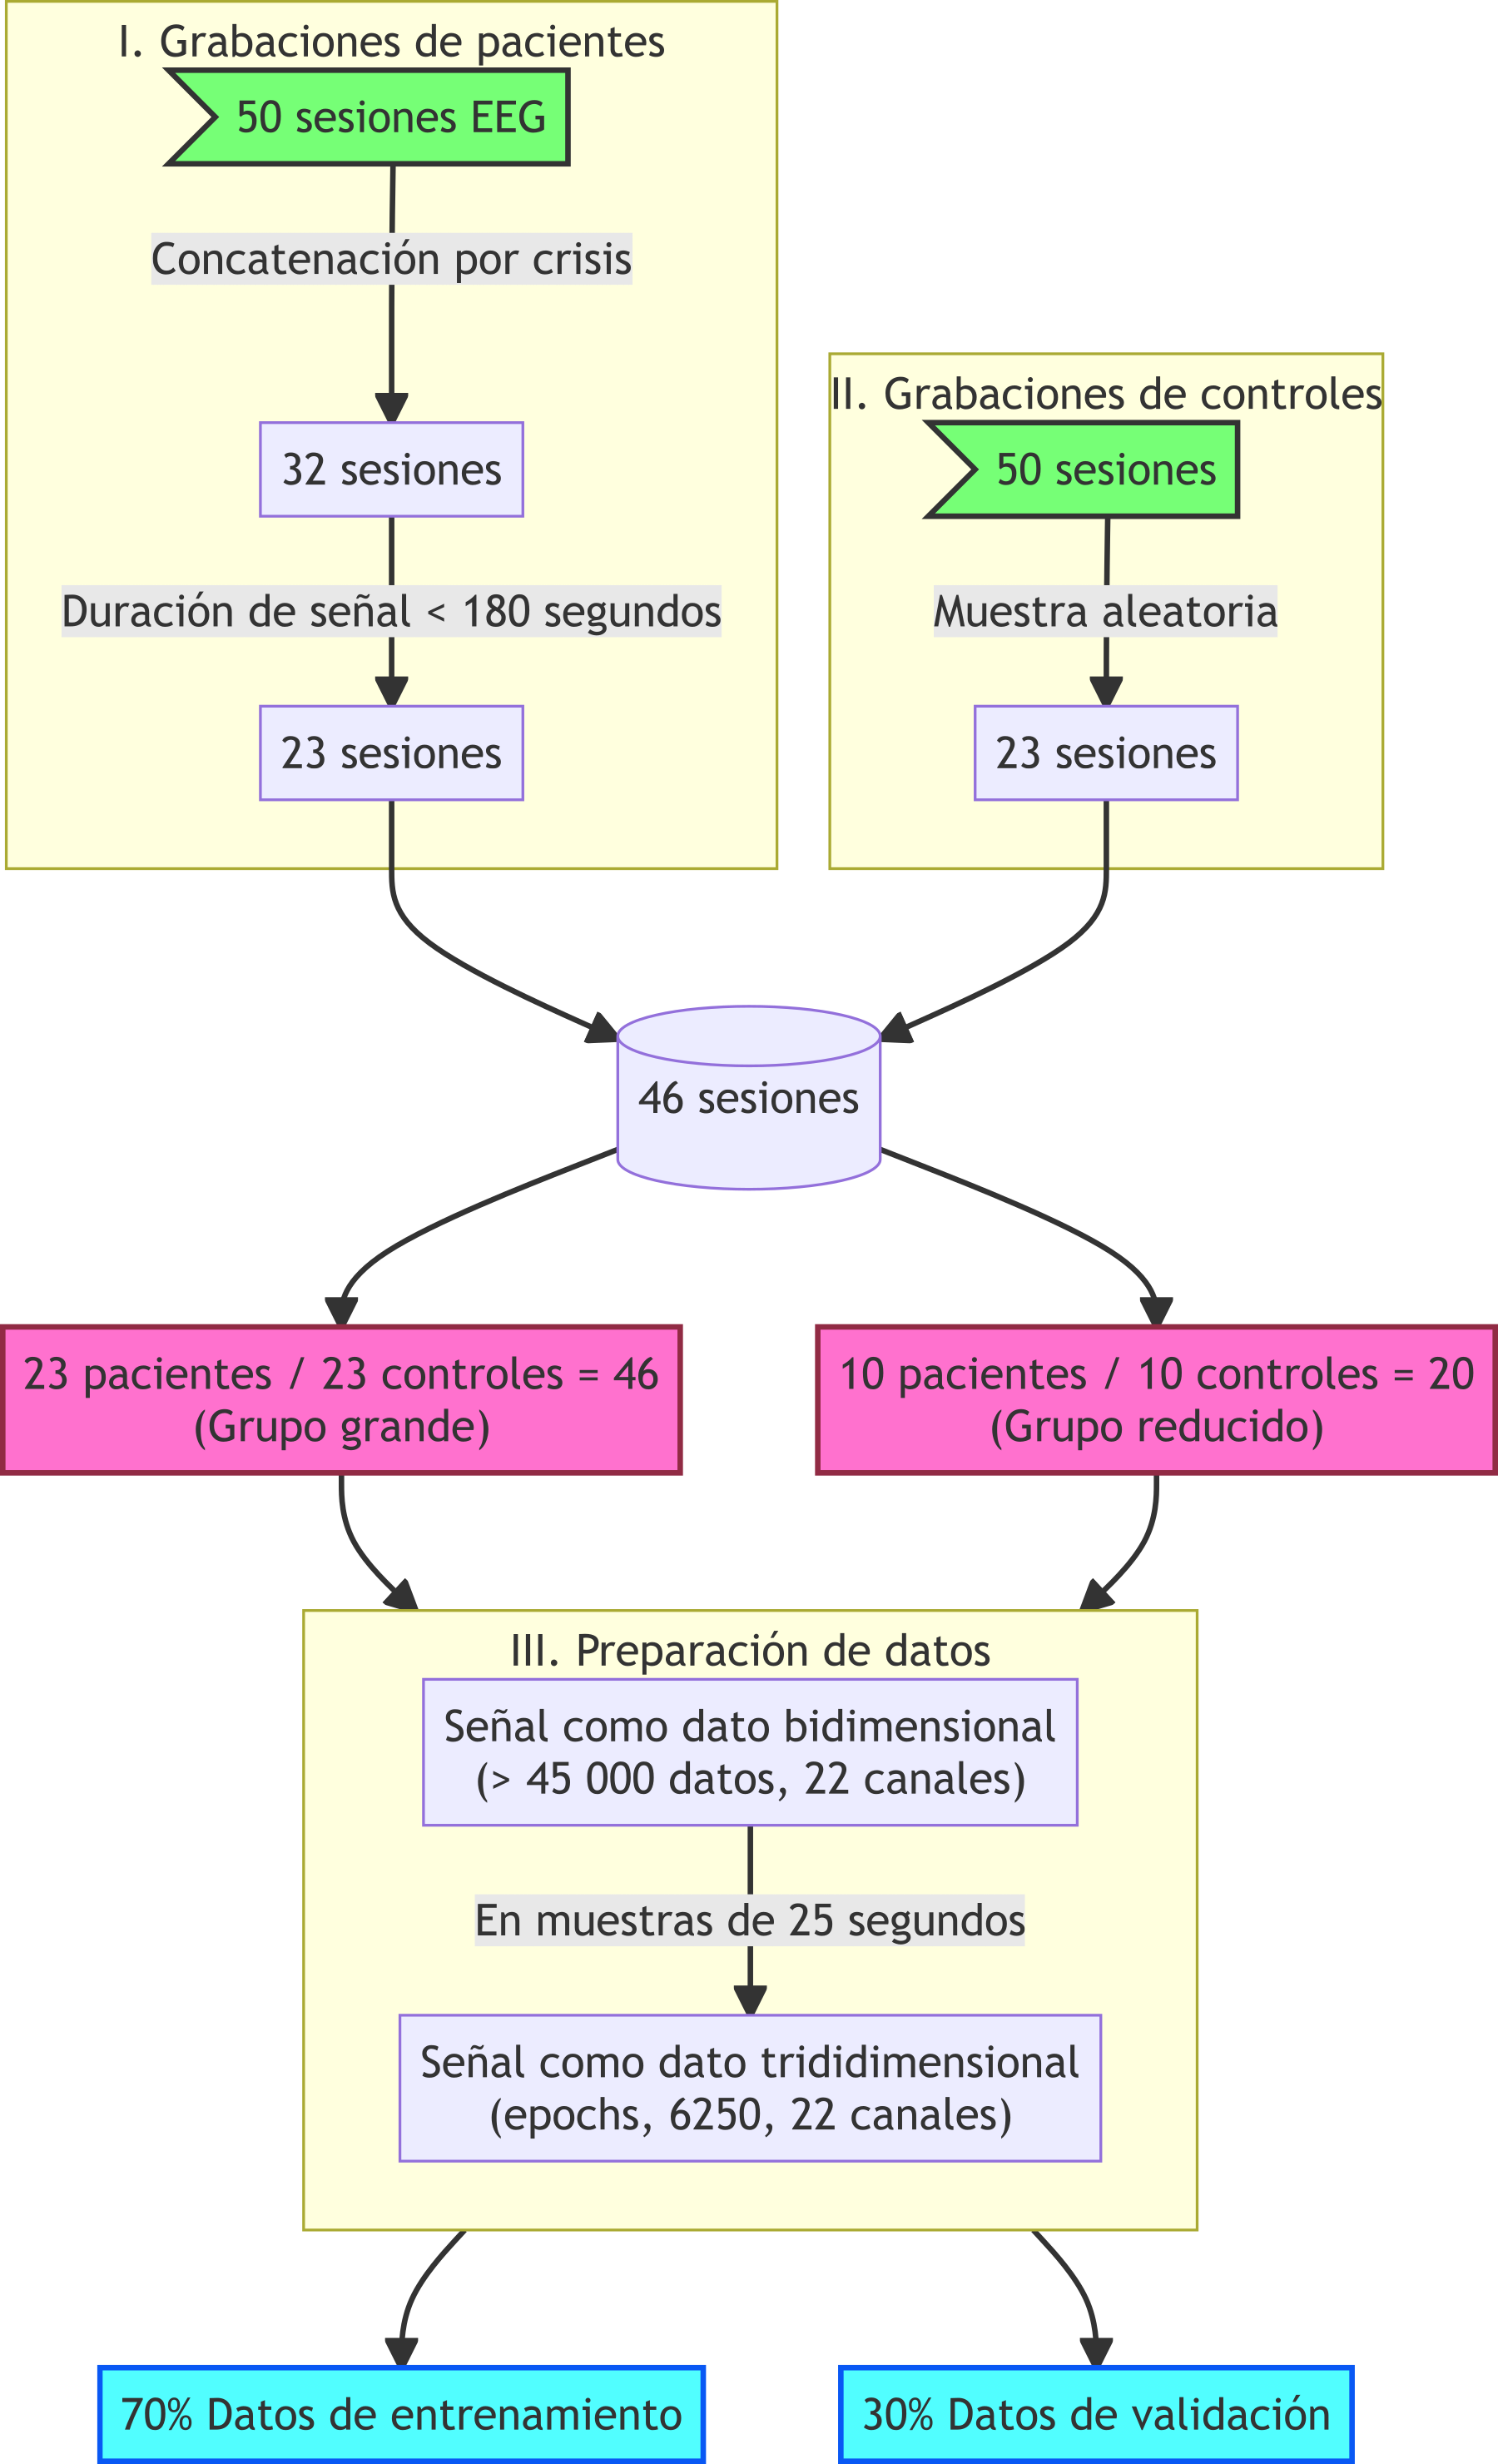 I. Grabaciones de pacientes
50 sesiones EEG
Concatenación por crisis
32 sesiones
Duración de señal < 180 segundos
23 sesiones
II. Grabaciones de controles
50 sesiones
Muestra aleatoria
23 sesiones
46 sesiones
23 pacientes / 23 controles = 46
(Grupo grande)
10 pacientes / 10 controles = 20
(Grupo reducido)
III. Preparación de datos
Señal como dato bidimensional
(> 45 000 datos, 22 canales)
En muestras de 25 segundos
Señal como dato trididimensional
(epochs, 6250, 22 canales)
70% Datos de entrenamiento
30% Datos de validación